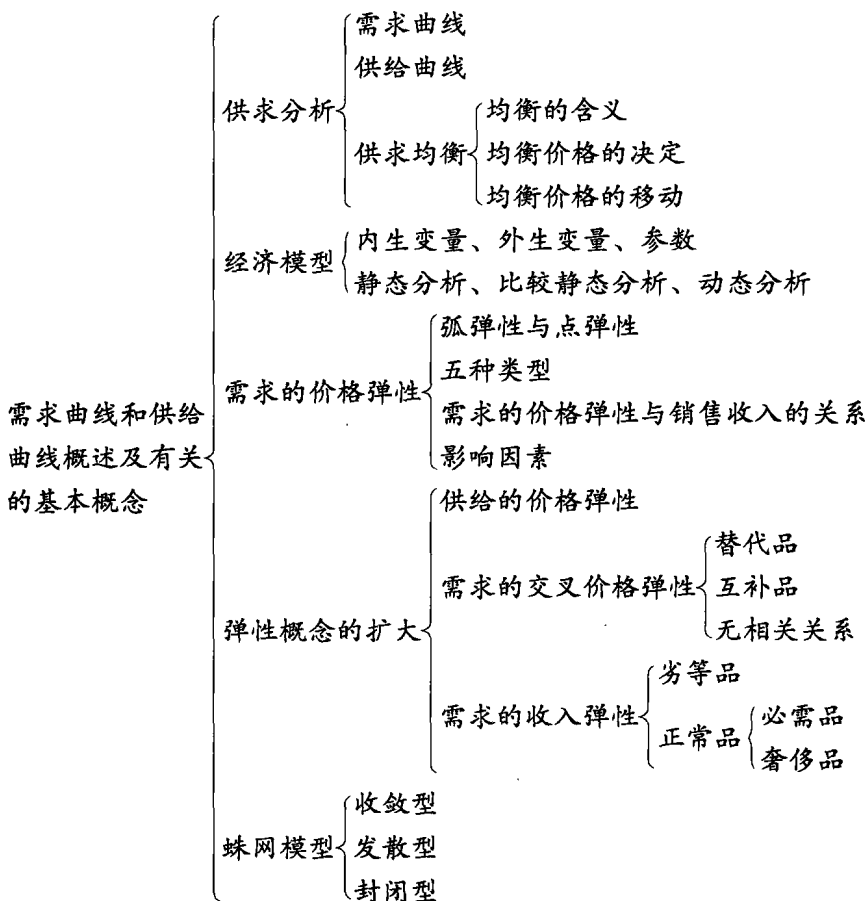 需求曲线
供给曲线
供求分析
均衡的含义
供求均衡
均衡价格的决定
均衡价格的移动
经济模型
内生变量、外生变量、参数
静态分析、比较静态分析、动态分析
弧弹性与点弹性
五种类型
需求的价格弹性
需求的价格弹性与销售收入的关系
影响因素
需求曲线和供给
曲线概述及有关
的基本概念
供给的价格弹性
替代品
需求的交叉价格弹性
互补品
无相关关系
弹性概念的扩大
劣等品
需求的收入弹性
正常品
必需品
奢侈品
收敛型
蛛网模型
发散型
封闭型